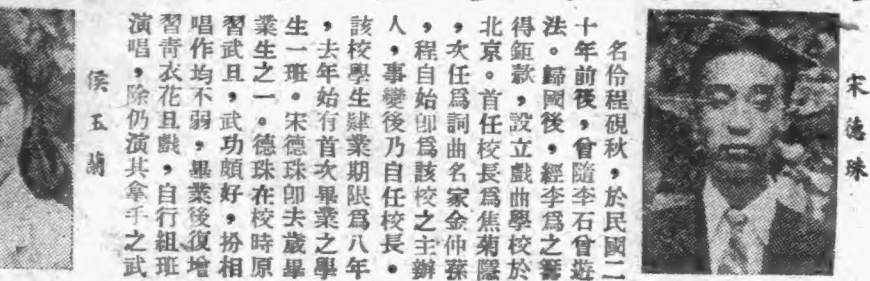 宋德珠
名伶程硯秋，於民國二
十年前後，曾隨李石曾遊
法。歸國後，經李爲之籌
得鉅款，設立戲曲學校於
北京。首任校長爲焦菊隱
，次任爲詞曲名家金仲蓀
，程自始卽爲該校之主辦
人，事變後乃自任校長。
該校學生肄業期限爲八年
，去年始有首次畢業之學
生一班。宋德珠卽去歲畢
業生之一。德珠在校時原
習武旦，武功頗好，扮相
唱作均不弱，畢業後復增
習靑衣花旦戲，自行組班
演唱，除仍演其拿手之武
侯玉蘭